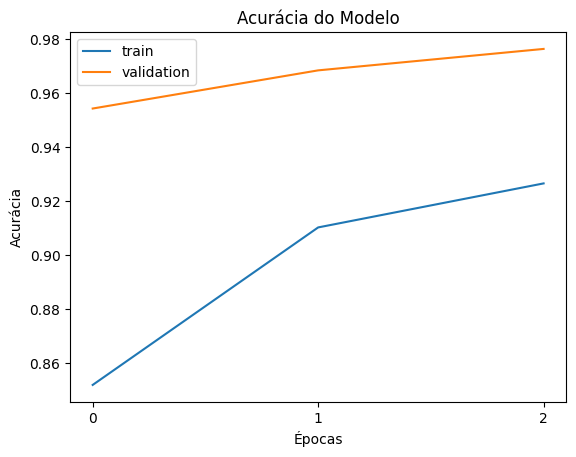 Acurácia do Modelo
train
validation
0.98
0.96
0.94
0.92
0.90
0.88
0.86
Acurácia
0 1 2
Épocas